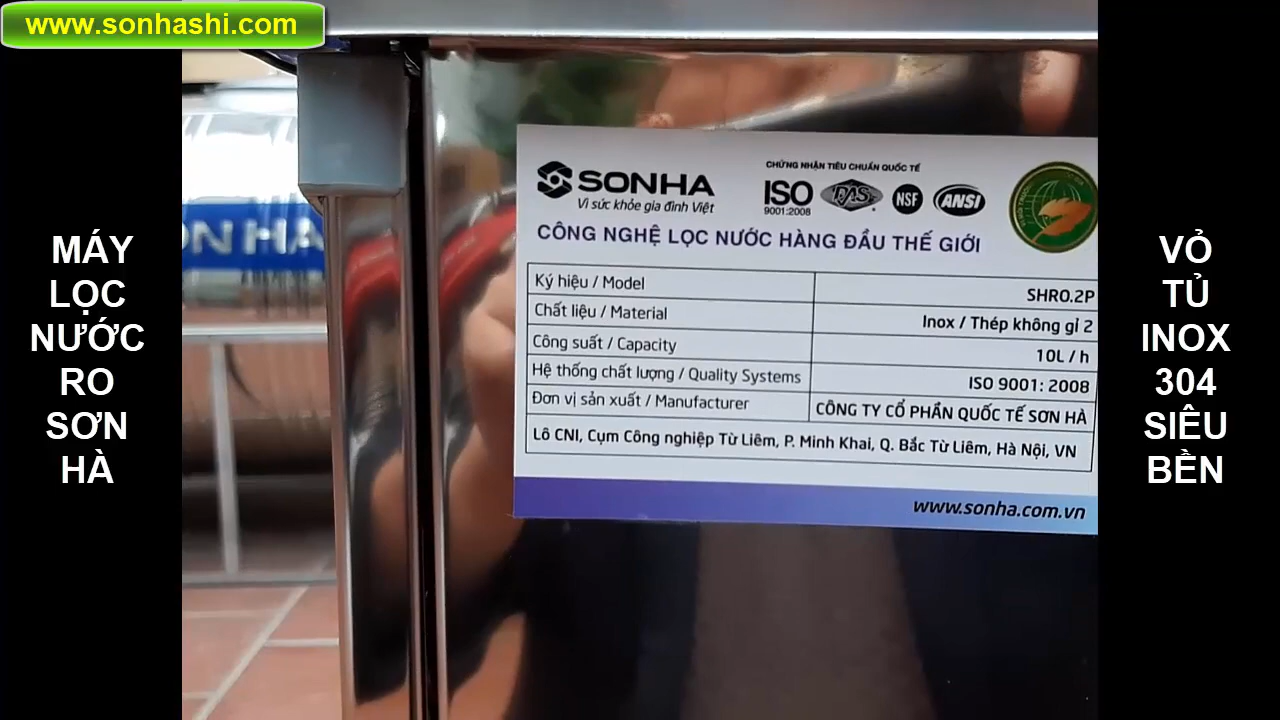 www.sonhashi.com
MÁY
LỌC
NƯỚC
RO
SƠN
HÀ
ONHA
SONHA
Vì sức khỏe gia đình Việt
CHỨNG NHẬN TIÊU CHUẨN QUỐC TẾ
ISO
9001:2008
DAS
NSF
ANSI
CÔNG NGHỆ LỌC NƯỚC HÀNG ĐẦU THẾ GIỚI
Ký hiệu / Model SHRO.2P
Chất liệu / Material Inox / Thép không gỉ 2
Công suất / Capacity 10L / h
Hệ thống chất lượng / Quality Systems ISO 9001: 2008
Đơn vị sản xuất / Manufacturer CÔNG TY CỔ PHẦN QUỐC TẾ SƠN HÀ
Lô CNI, Cụm Công nghiệp Từ Liêm, P. Minh Khai, Q. Bắc Từ Liêm, Hà Nội, VN
www.sonha.com.vn
VỎ
TỦ
INOX
304
SIÊU
BỀN